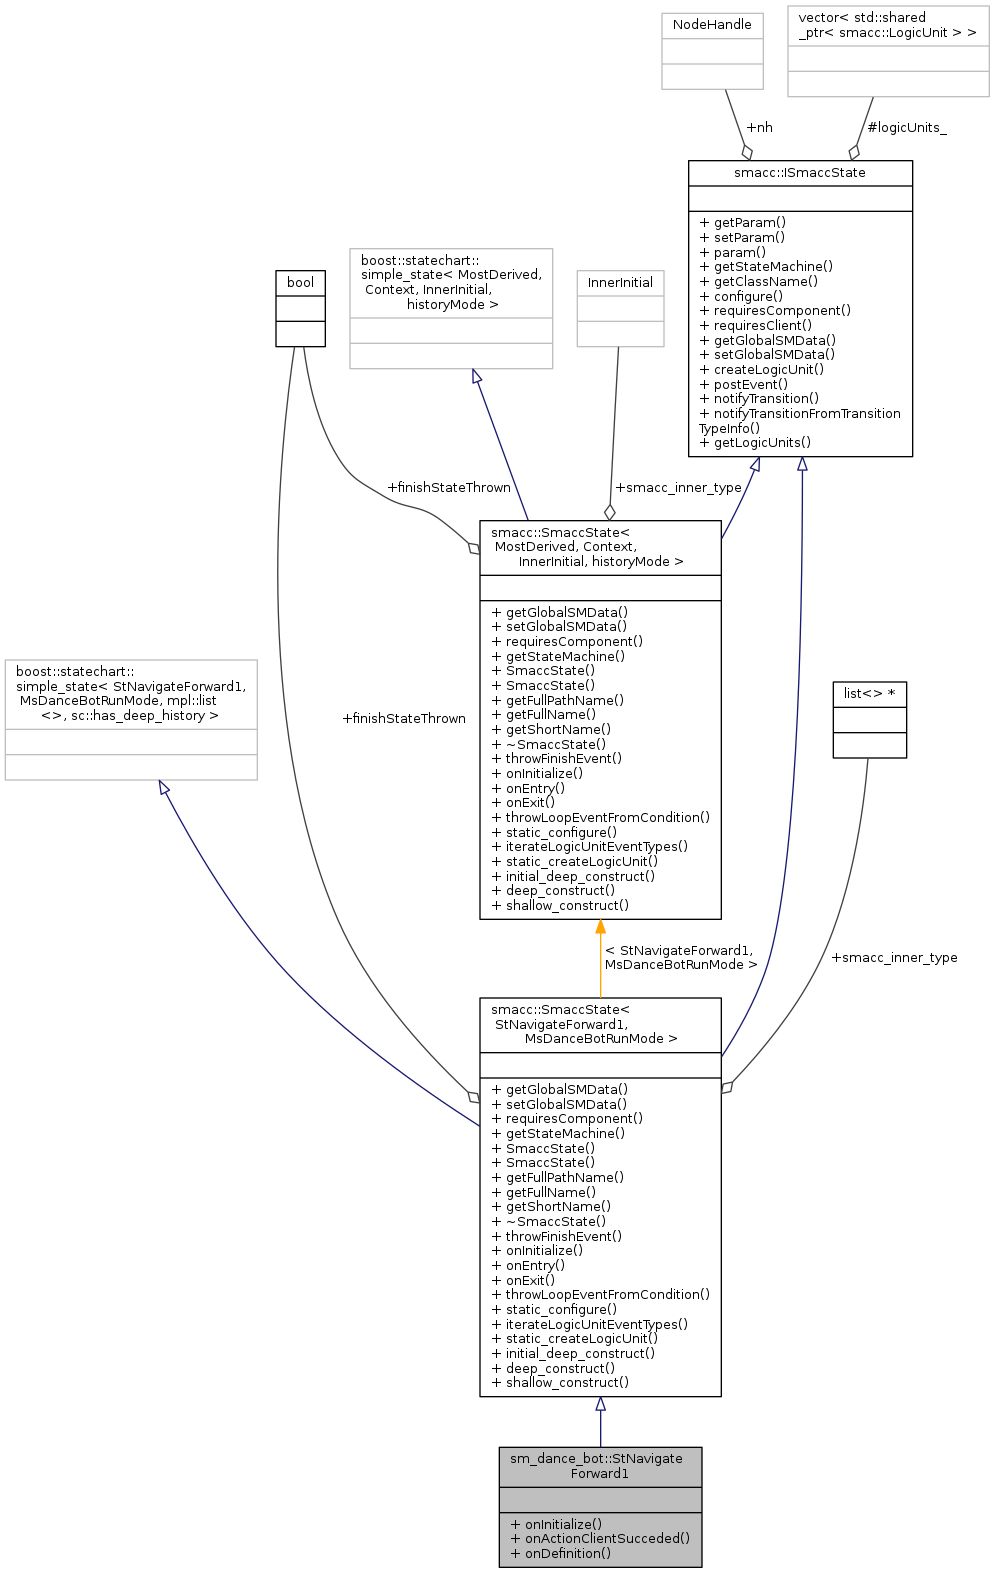 NodeHandle
vector< std::shared
_ptr< smacc::LogicUnit > >
+nh
#logicUnits_
smacc::ISmaccState
+ getParam()
+ setParam()
+ param()
+ getStateMachine()
+ getClassName()
+ configure()
+ requiresComponent()
+ requiresClient()
+ getGlobalSMData()
+ setGlobalSMData()
+ createLogicUnit()
+ postEvent()
+ notifyTransition()
+ notifyTransitionFromTransition
TypeInfo()
+ getLogicUnits()
boost::statechart::
simple_state< MostDerived,
Context, InnerInitial,
historyMode >
bool
InnerInitial
+finishStateThrown
+smacc_inner_type
smacc::SmaccState<
MostDerived, Context,
InnerInitial, historyMode >
+ getGlobalSMData()
+ setGlobalSMData()
+ requiresComponent()
+ getStateMachine()
+ SmaccState()
+ SmaccState()
+ getFullPathName()
+ getFullName()
+ getShortName()
+ ~SmaccState()
+ throwFinishEvent()
+ onInitialize()
+ onEntry()
+ onExit()
+ throwLoopEventFromCondition()
+ static_configure()
+ iterateLogicUnitEventTypes()
+ static_createLogicUnit()
+ initial_deep_construct()
+ deep_construct()
+ shallow_construct()
boost::statechart::
simple_state< StNavigateForward1,
MsDanceBotRunMode, mpl::list
<>, sc::has_deep_history >
+finishStateThrown
list<> *
< StNavigateForward1,
MsDanceBotRunMode >
+smacc_inner_type
smacc::SmaccState<
StNavigateForward1,
MsDanceBotRunMode >
+ getGlobalSMData()
+ setGlobalSMData()
+ requiresComponent()
+ getStateMachine()
+ SmaccState()
+ SmaccState()
+ getFullPathName()
+ getFullName()
+ getShortName()
+ ~SmaccState()
+ throwFinishEvent()
+ onInitialize()
+ onEntry()
+ onExit()
+ throwLoopEventFromCondition()
+ static_configure()
+ iterateLogicUnitEventTypes()
+ static_createLogicUnit()
+ initial_deep_construct()
+ deep_construct()
+ shallow_construct()
sm_dance_bot::StNavigate
Forward1
+ onInitialize()
+ onActionClientSucceded()
+ onDefinition()